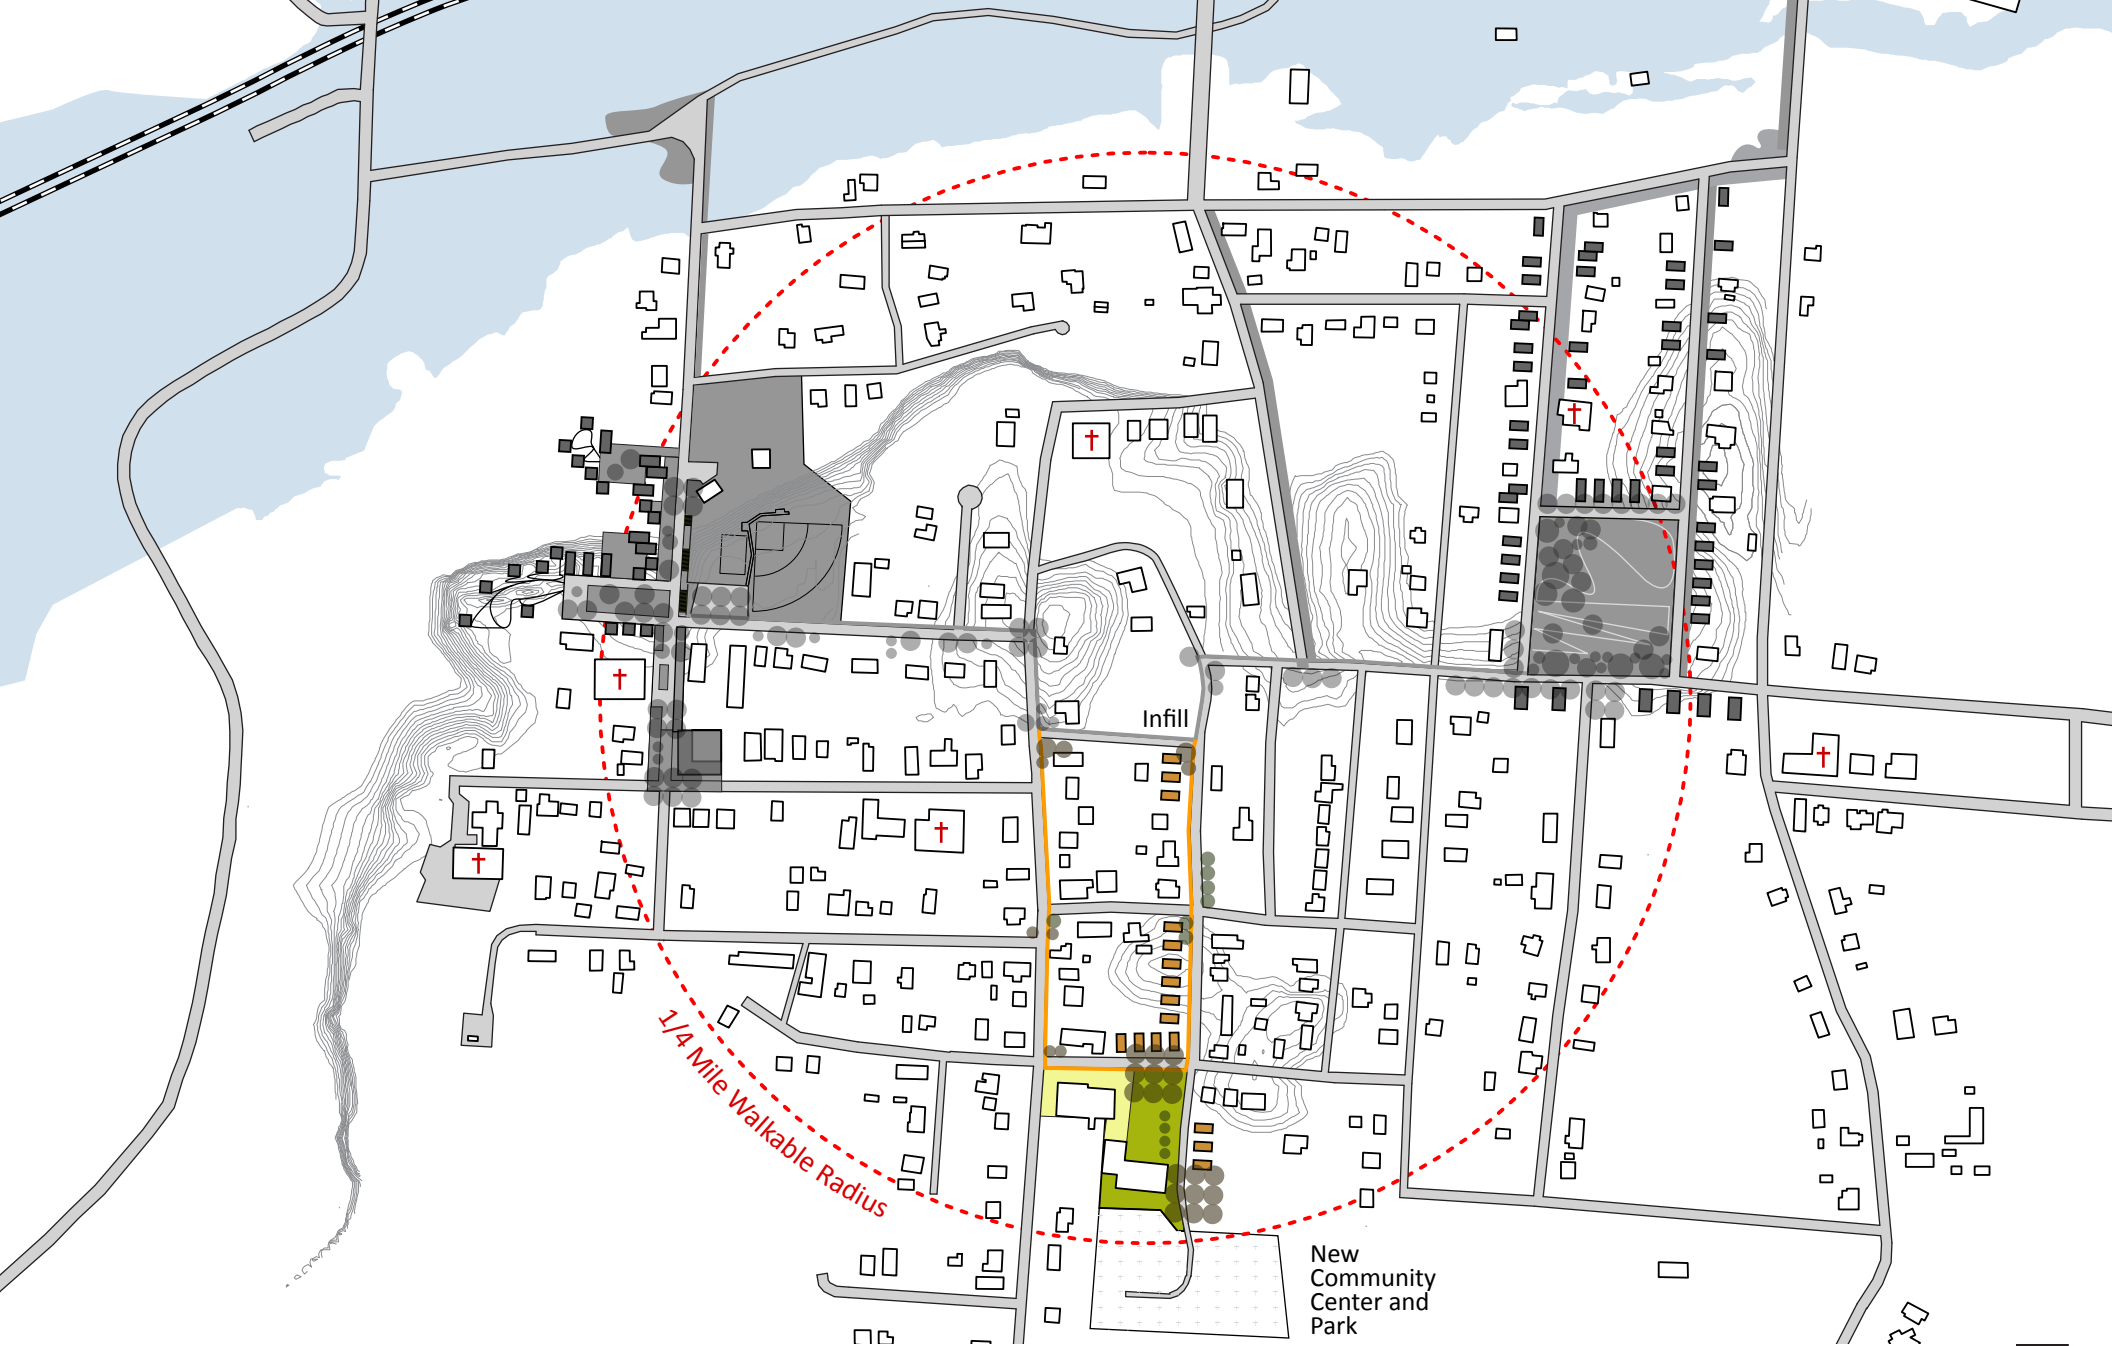 Infill
1/4 Mile Walkable Radius
New
Community
Center and
Park